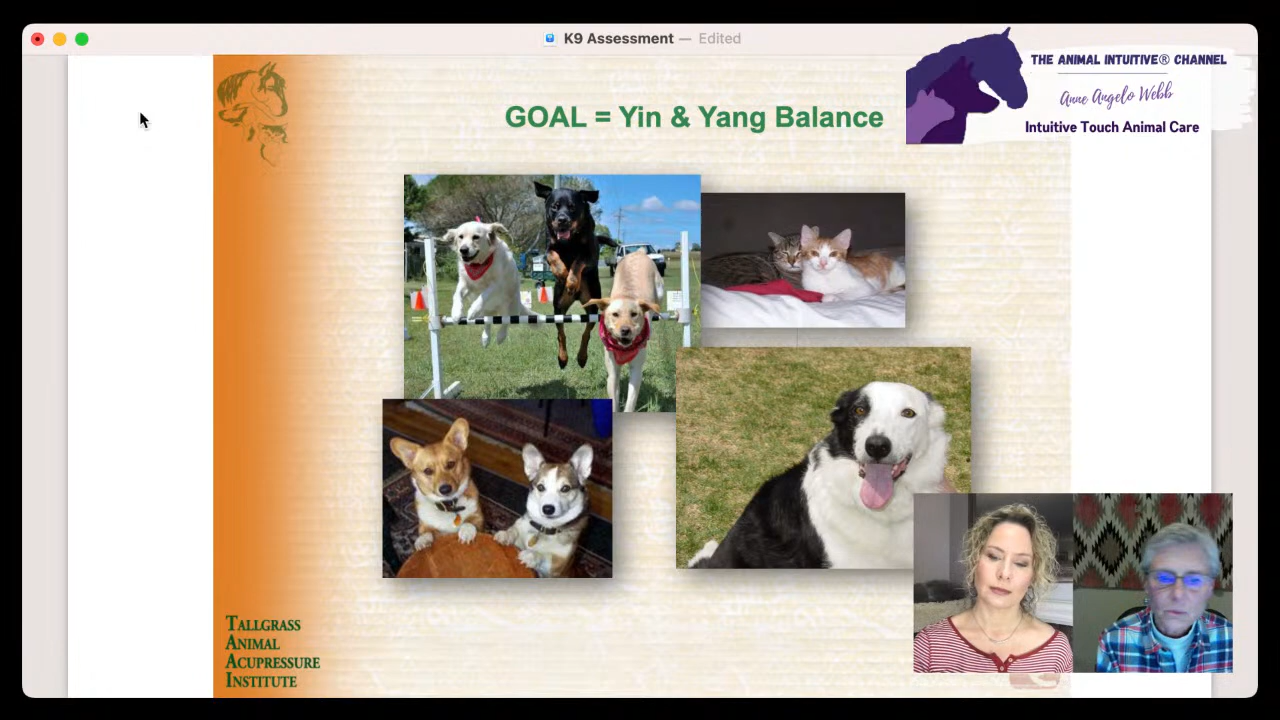 K9 Assessment — Edited
THE ANIMAL INTUITIVE® CHANNEL
Anne Angelo Webb
Intuitive Touch Animal Care
GOAL = Yin & Yang Balance
TALLGRASS
ANIMAL
ACUPRESSURE
INSTITUTE